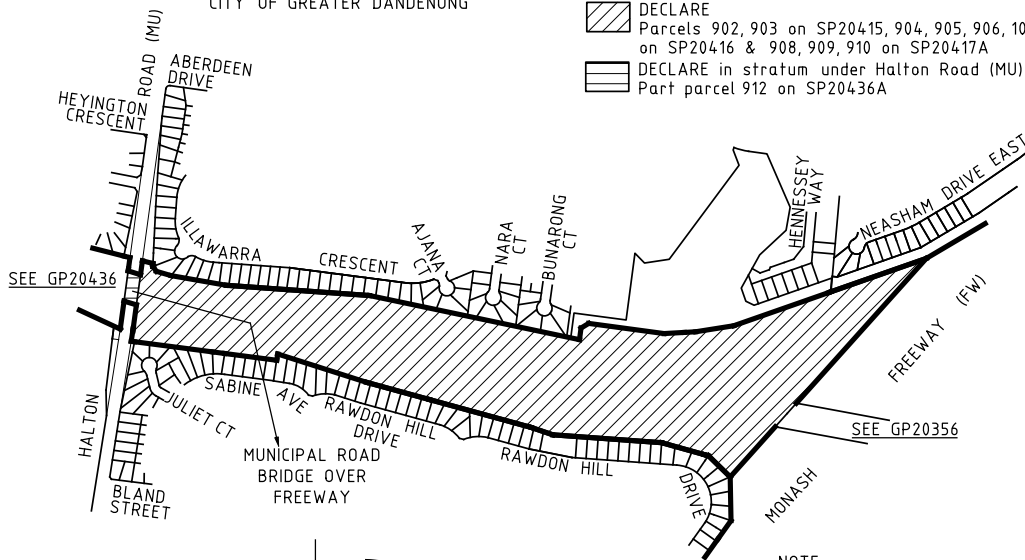 CITY OF GREATER DANDENONG
DECLARE
Parcels 902, 903 on SP20415, 904, 905, 906, 10
on SP20416 & 908, 909, 910 on SP20417A
DECLARE in stratum under Halton Road (MU)
Part parcel 912 on SP20436A
ROAD (MU)
ABERDEEN
DRIVE
HEYINGTON
CRESCENT
ILLAWARRA
CRESCENT
AJANA
CT
NARA
CT
BUNARONG
CT
HENNESSEY
WAY
NEASHAM DRIVE EAST
SEE GP20436
FREEWAY (FW)
SABINE AVE
RAWDON HILL
DRIVE
JULIET CT
HALTON
MUNICIPAL ROAD
BRIDGE OVER
FREEWAY
RAWDON HILL
DRIVE
SEE GP20356
MONASH
BLAND
STREET
NOTE